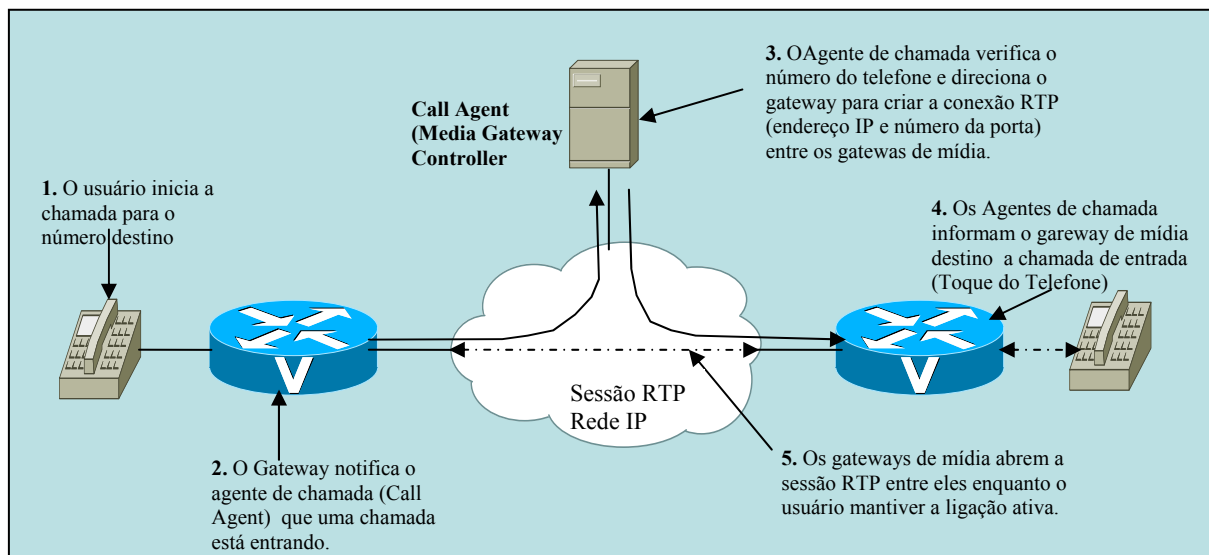 3. OAgente de chamada verifica o
número do telefone e direciona o
gateway para criar a conexão RTP
(endereço IP e número da porta)
entre os gatewas de mídia.
Call Agent
(Media Gateway
Controller
1. O usuário inicia a
chamada para o
número destino
4. Os Agentes de chamada
informam o gareway de mídia
destino a chamada de entrada
(Toque do Telefone)
V
V
Sessão RTP
Rede IP
2. O Gateway notifica o
agente de chamada (Call
Agent) que uma chamada
está entrando.
5. Os gateways de mídia abrem a
sessão RTP entre eles enquanto o
usuário mantiver a ligação ativa.